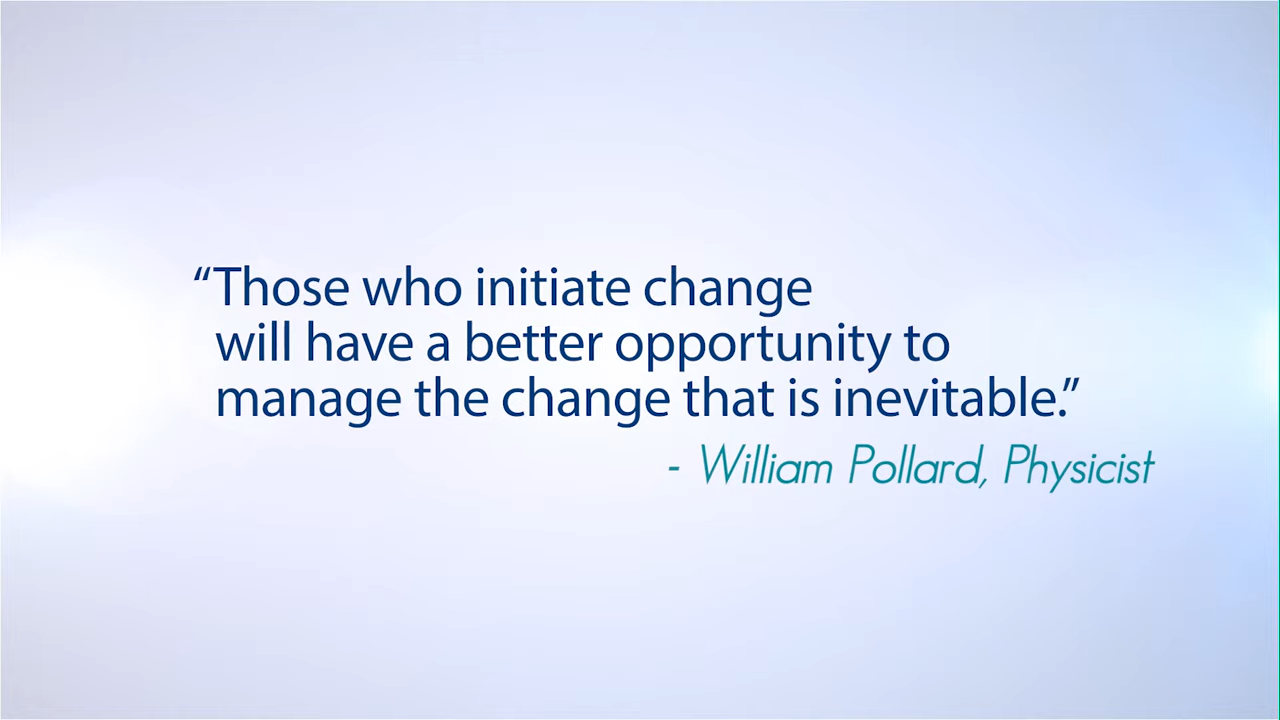 “Those who initiate change
will have a better opportunity to
manage the change that is inevitable.”
- William Pollard, Physicist